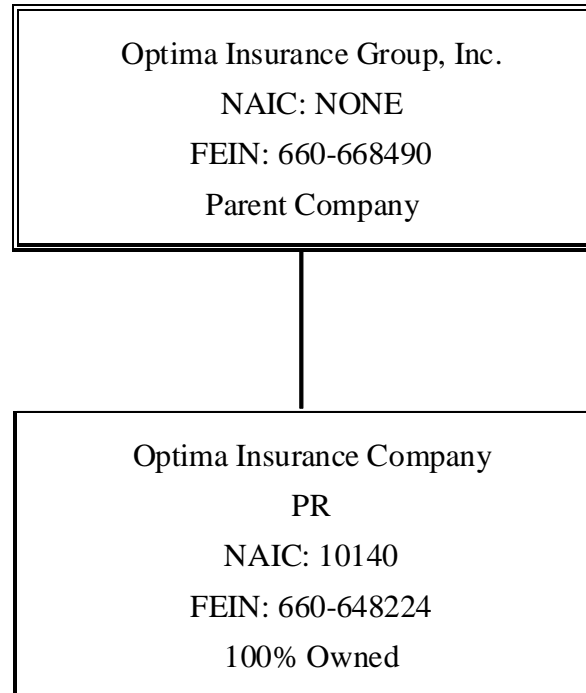 Optima Insurance Group, Inc.
NAIC: NONE
FEIN: 660-668490
Parent Company
Optima Insurance Company
PR
NAIC: 10140
FEIN: 660-648224
100% Owned